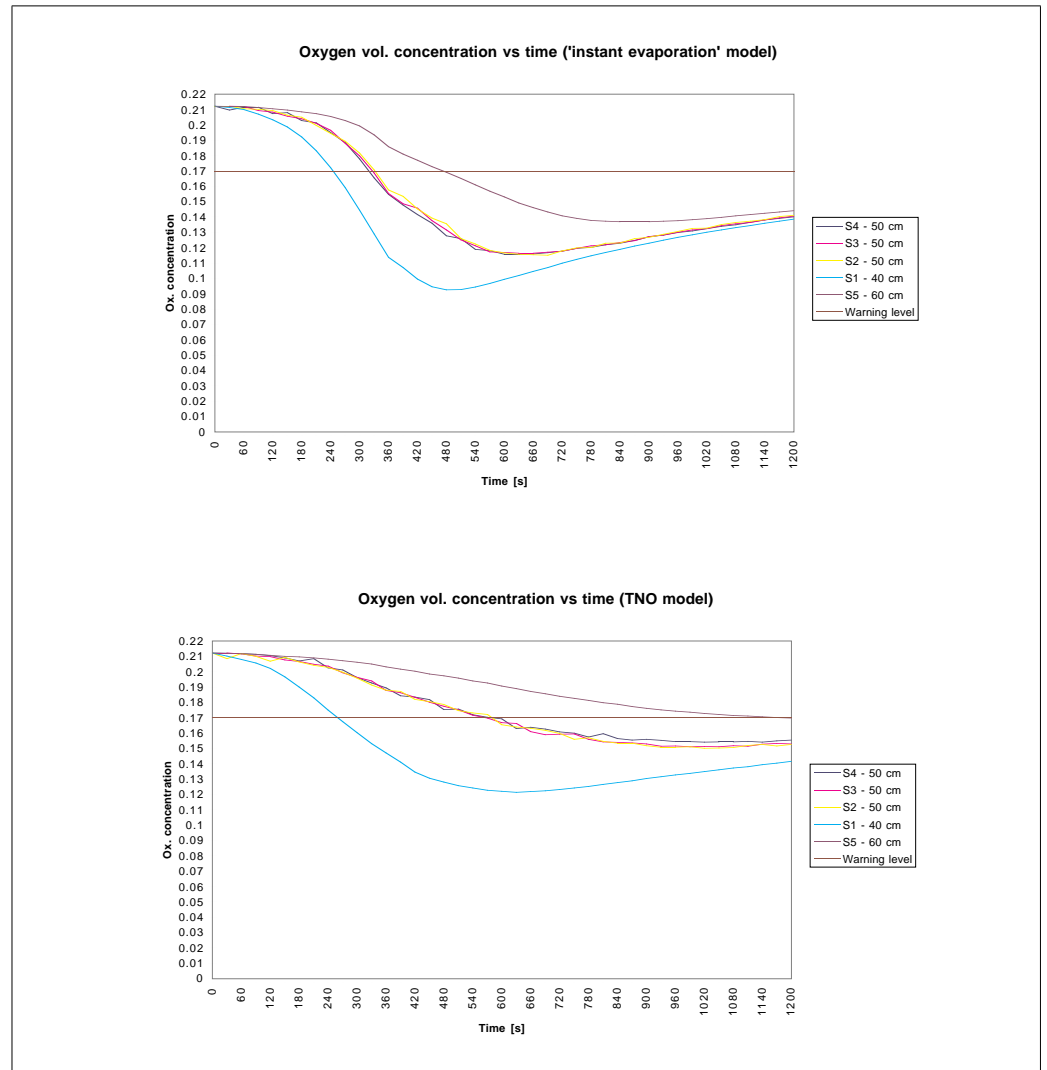 Oxygen vol. concentration vs time ('instant evaporation' model)
0.22
0.21
0.2
0.19
0.18
0.17
0.16
0.15
0.14
0.13
0.12
0.11
0.1
0.09
0.08
0.07
0.06
0.05
0.04
0.03
0.02
0.01
0
Ox. concentration
0 60 120 180 240 300 360 420 480 540 600 660 720 780 840 900 960 1020 1080 1140 1200
Time [s]
S4 - 50 cm
S3 - 50 cm
S2 - 50 cm
S1 - 40 cm
S5 - 60 cm
Warning level
Oxygen vol. concentration vs time (TNO model)
0.22
0.21
0.2
0.19
0.18
0.17
0.16
0.15
0.14
0.13
0.12
0.11
0.1
0.09
0.08
0.07
0.06
0.05
0.04
0.03
0.02
0.01
0
Ox. concentration
0 60 120 180 240 300 360 420 480 540 600 660 720 780 840 900 960 1020 1080 1140 1200
Time [s]
S4 - 50 cm
S3 - 50 cm
S2 - 50 cm
S1 - 40 cm
S5 - 60 cm
Warning level